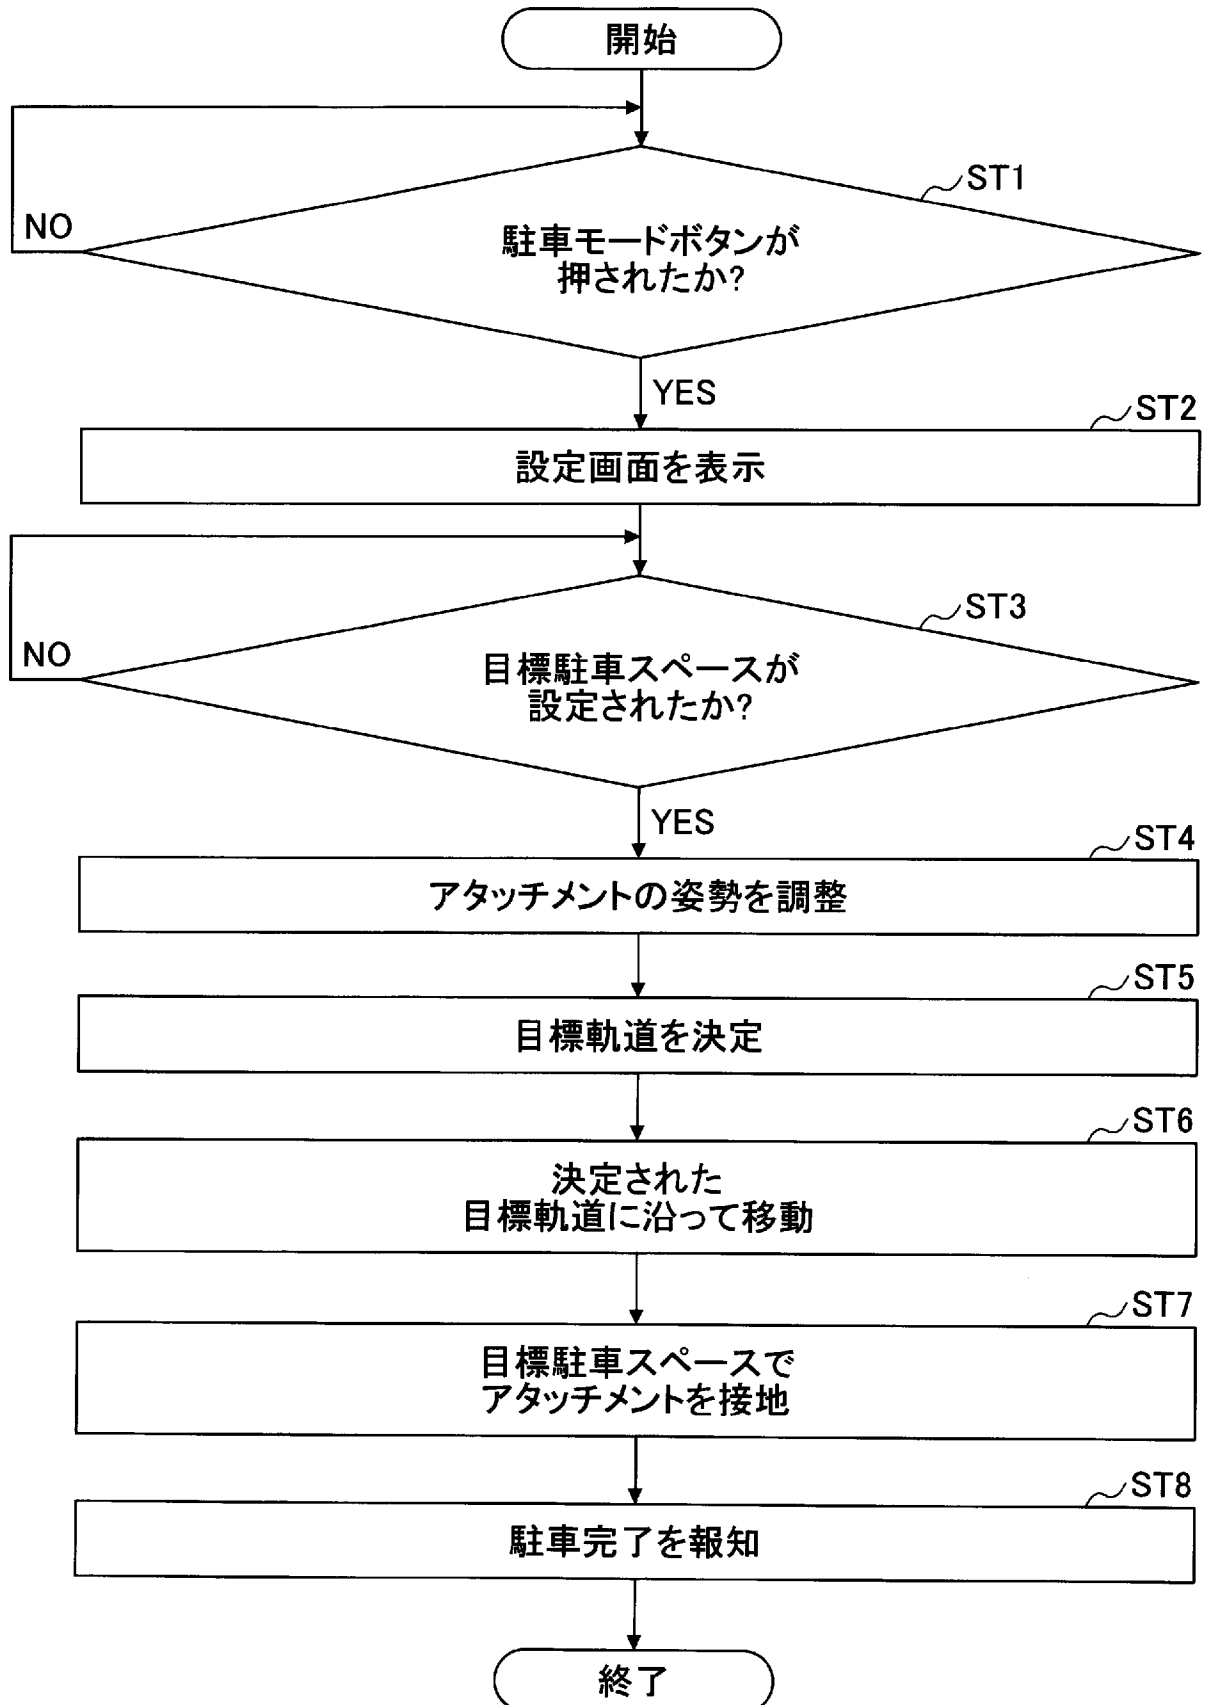 開始
ST1
NO
駐車モードボタンが
押されたか?
YES
ST2
設定画面を表示
ST3
NO
目標駐車スペースが
設定されたか?
YES
ST4
アタッチメントの姿勢を調整
ST5
目標軌道を決定
ST6
決定された
目標軌道に沿って移動
ST7
目標駐車スペースで
アタッチメントを接地
ST8
駐車完了を報知
終了